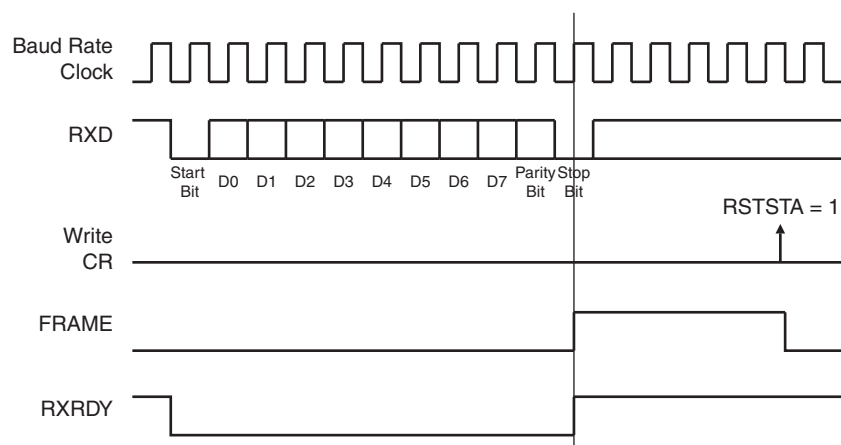 Baud Rate
Clock
RXD
Start
Bit
D0 D1 D2 D3 D4 D5 D6 D7
Parity
Bit
Stop
Bit
RSTSTA = 1
Write
CR
FRAME
RXRDY